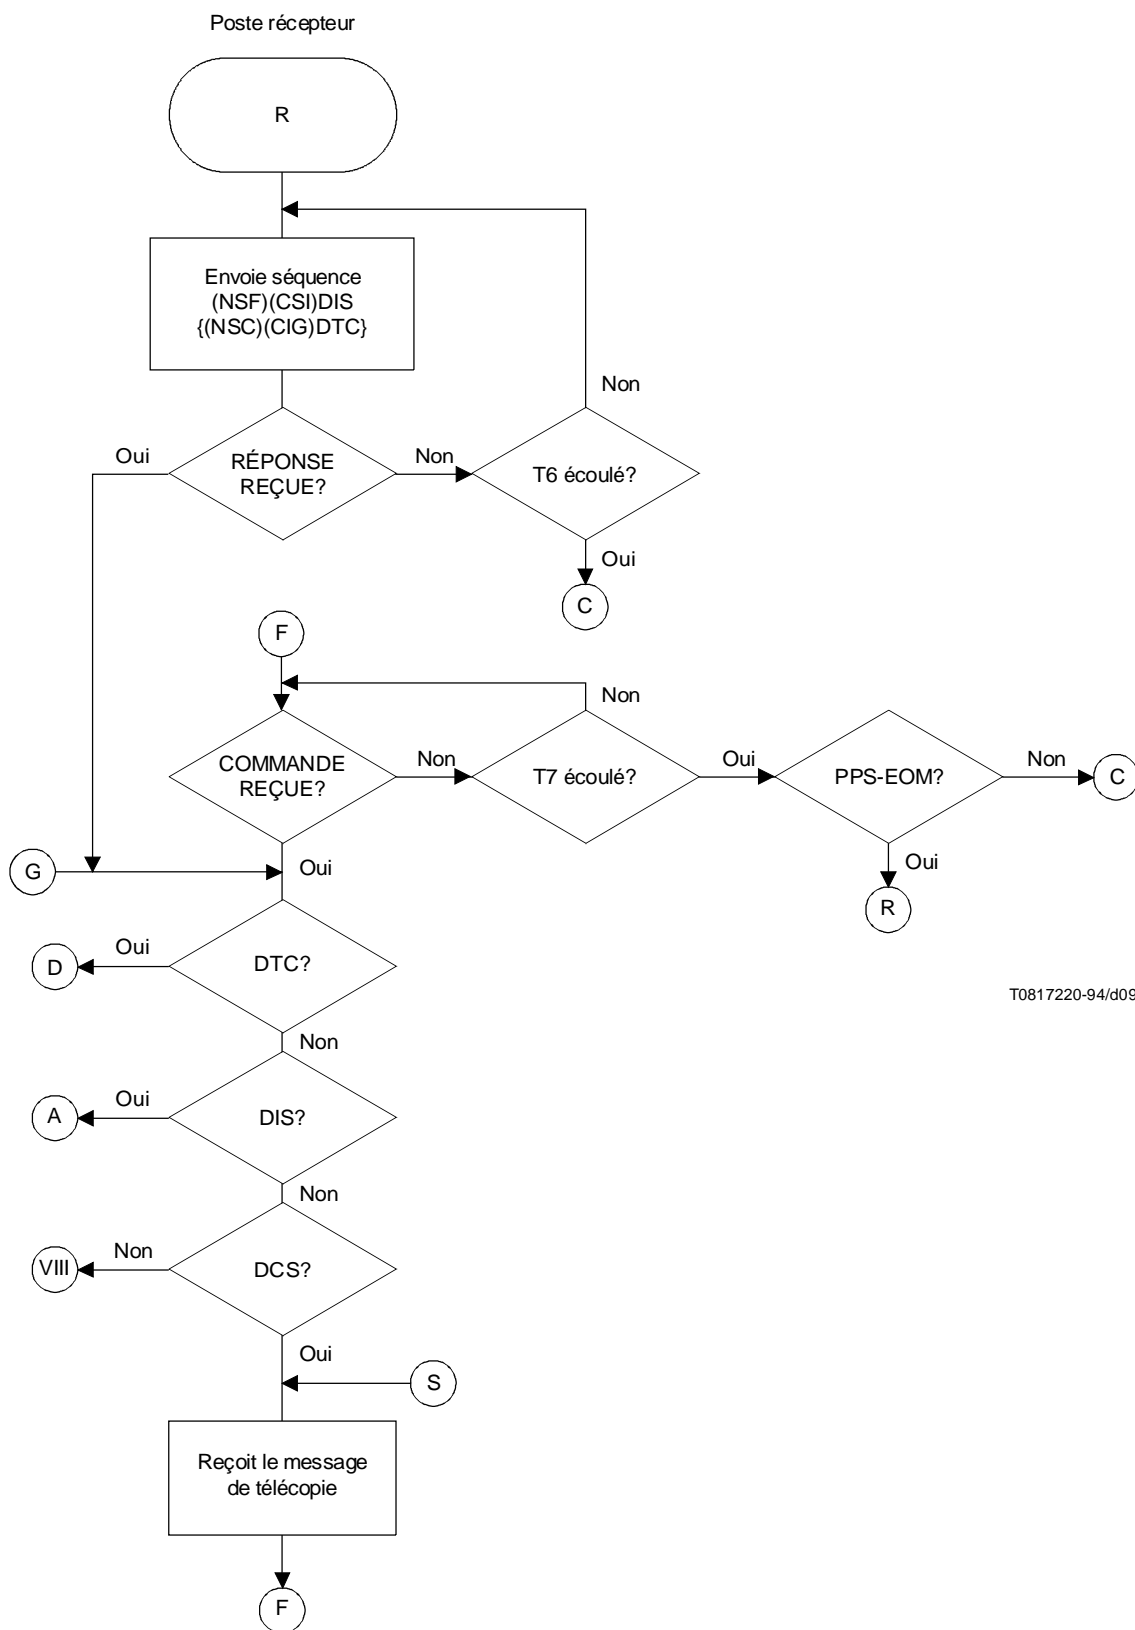 Poste récepteur
R
Envoie séquence
(NSF)(CSI)DIS
{(NSC)(CIG)DTC}
Non
Oui
RÉPONSE
REÇUE?
Non
T6 écoulé?
Oui
C
F
Non
COMMANDE
REÇUE?
Non
T7 écoulé?
Oui
PPS-EOM?
Non
C
G
Oui
Oui
R
Oui
D
DTC?
T0817220-94/d09
Non
Oui
A
DIS?
Non
Non
VIII
DCS?
Oui
S
Reçoit le message
de télécopie
F